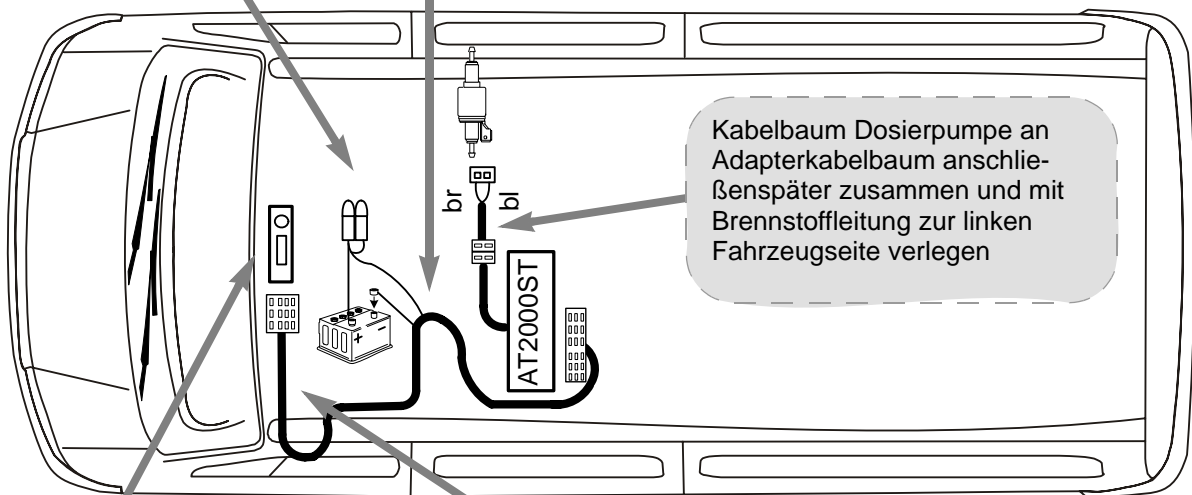 Kabelbaum Dosierpumpe an
Adapterkabelbaum anschlie-
ßenspäter zusammen und mit
Brennstoffleitung zur linken
Fahrzeugseite verlegen
br
bl
AT2000ST
+
-